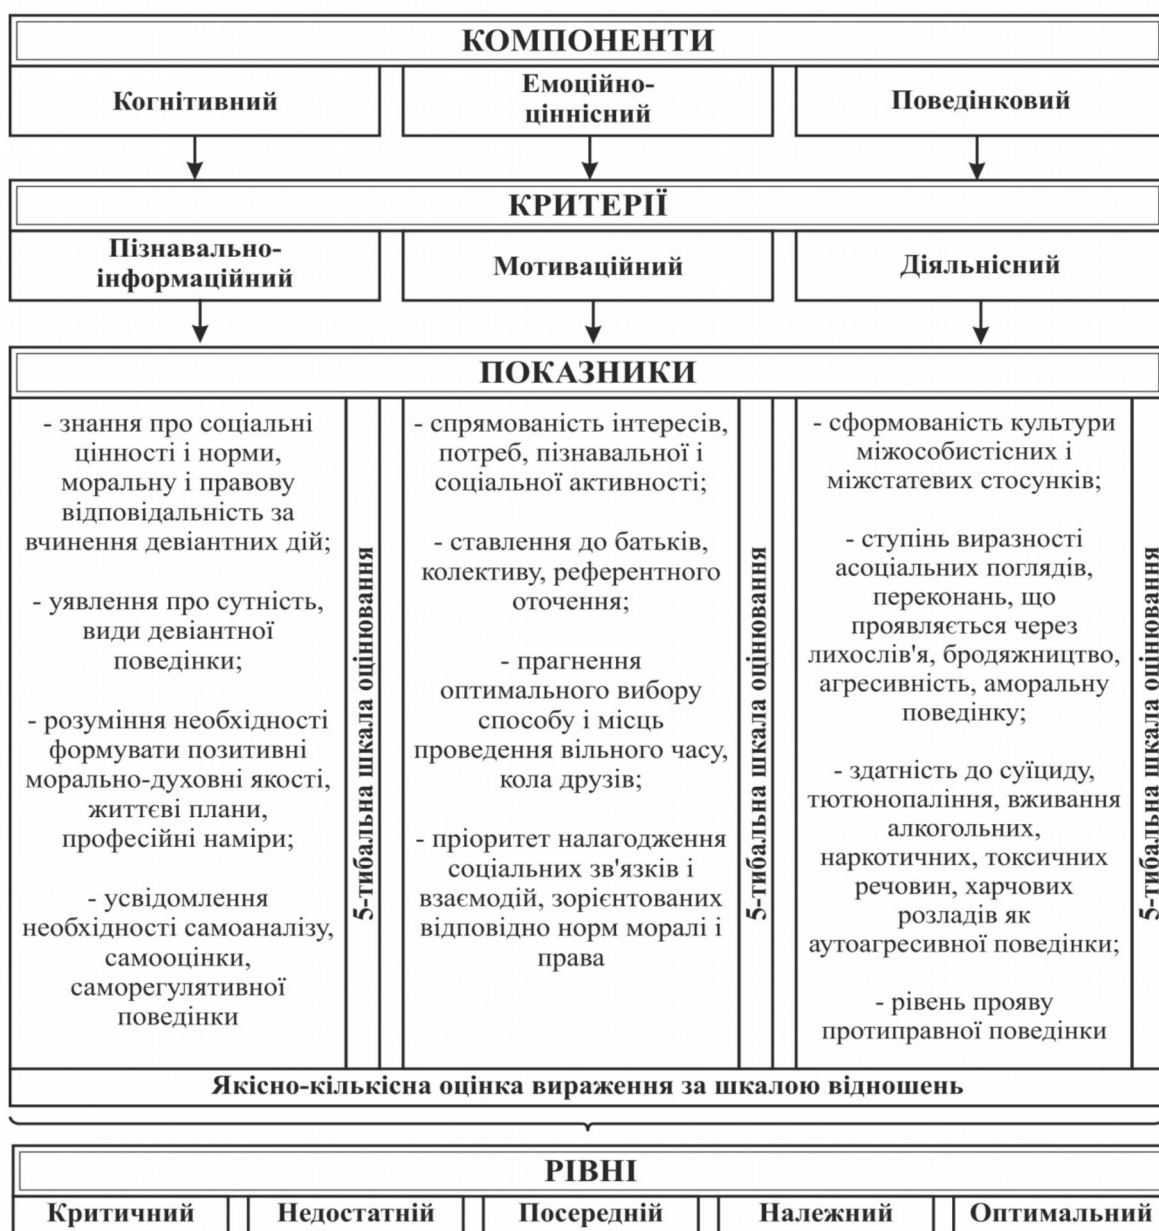 КОМПОНЕНТИ
Когнітивний
Емоційно-
ціннісний
Поведінковий
КРИТЕРІЇ
Пізнавально-
інформаційний
Мотиваційний
Діяльнісний
ПОКАЗНИКИ
- знання про соціальні
цінності і норми,
моральну і правову
відповідальність за
вчинення девіантних дій;
- уявлення про сутність,
види девіантної
поведінки;
- розуміння необхідності
формувати позитивні
морально-духовні якості,
життєві плани,
професійні наміри;
- усвідомлення
необхідності самоаналізу,
самооцінки,
саморегулятивної
поведінки
5-тибальна шкала оцінювання
- спрямованість інтересів,
потреб, пізнавальної і
соціальної активності;
- ставлення до батьків,
колективу, референтного
оточення;
- прагнення
оптимального вибору
способу і місць
проведення вільного часу,
кола друзів;
- пріоритет налагодження
соціальних зв'язків і
взаємодій, зорієнтованих
відповідно норм моралі і
права
5-тибальна шкала оцінювання
- сформованість культури
міжособистісних і
міжстатевих стосунків;
- ступінь виразності
асоціальних поглядів,
переконань, що
проявляється через
лихослів'я, бродяжництво,
агресивність, аморальну
поведінку;
- здатність до суїциду,
тютюнопаління, вживання
алкогольних,
наркотичних, токсичних
речовин, харчових
розладів як
аутоагресивної поведінки;
- рівень прояву
протиправної поведінки
5-тибальна шкала оцінювання
Якісно-кількісна оцінка вираження за шкалою відношень
РІВНІ
Критичний
Недостатній
Посередній
Належний
Оптимальний